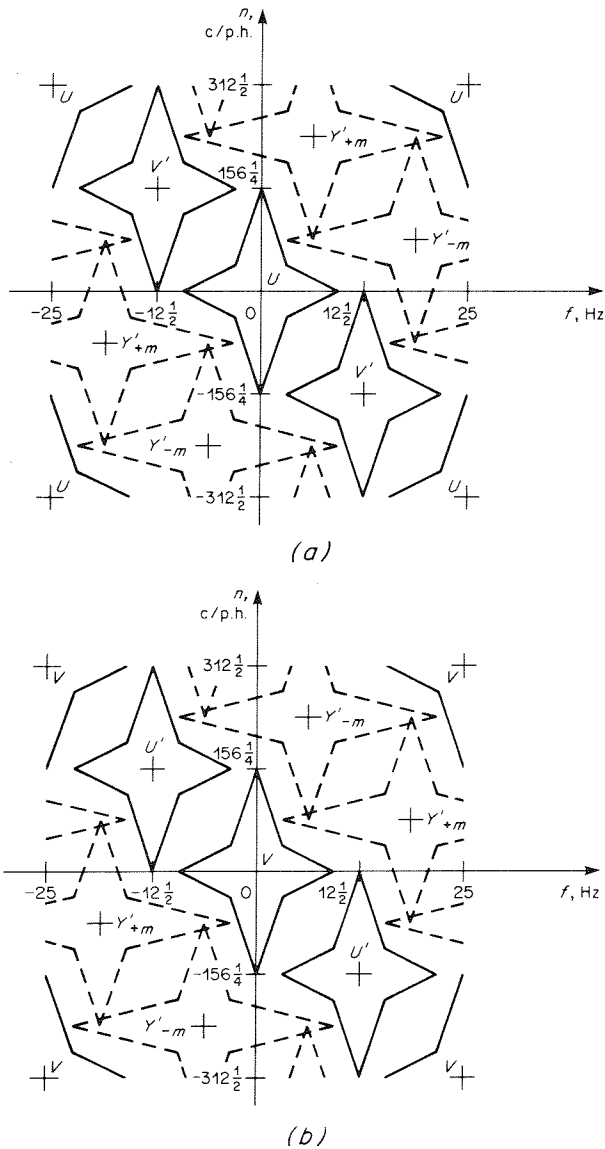 n,
c/p.h.
U
312 1/2
U
Y'+m
V'
156 1/4
Y'-m
U
-25
-12 1/2
0
12 1/2
25
f, Hz
Y'+m
V'
-156 1/4
Y'-m
U
-312 1/2
U
(a)
n,
c/p.h.
V
312 1/2
V
Y'-m
U'
156 1/4
Y'+m
V
-25
-12 1/2
0
12 1/2
25
f, Hz
Y'+m
U'
-156 1/4
Y'-m
V
-312 1/2
V
(b)